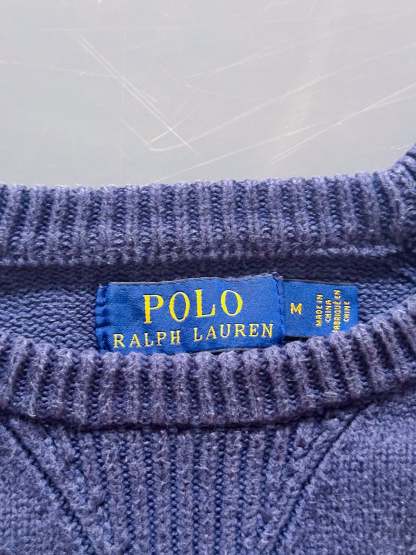 POLO
RALPH LAUREN
M
MADE IN
CHINA
FABRIQUÉ EN
CHINE